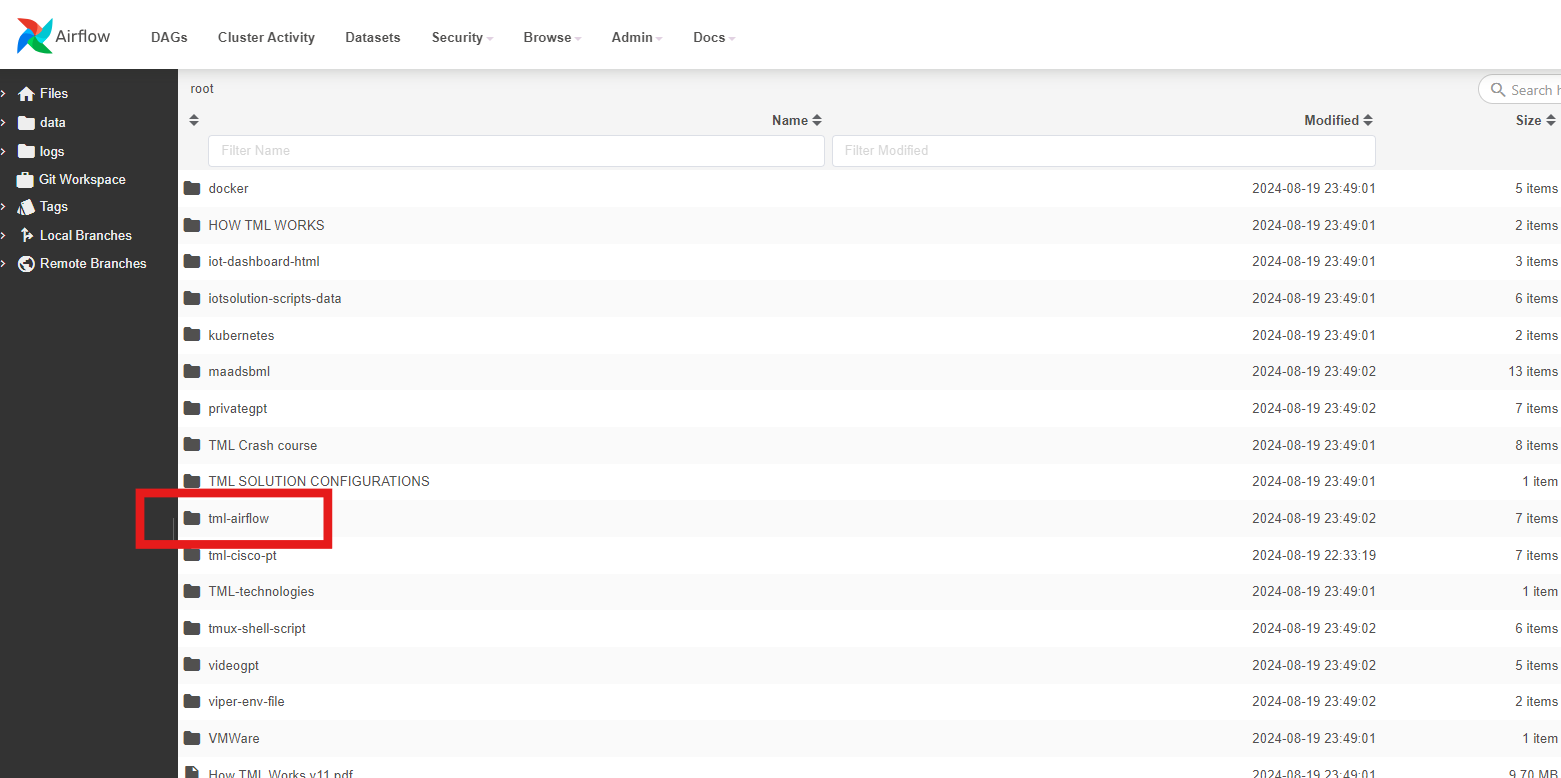 Airflow DAGs Cluster Activity Datasets Security Browse Admin Docs
Files
data
logs
Git Workspace
Tags
Local Branches
Remote Branches
root
Search
Name Modified Size
Filter Name Filter Modified
docker 2024-08-19 23:49:01 5 items
HOW TML WORKS 2024-08-19 23:49:01 2 items
iot-dashboard-html 2024-08-19 23:49:01 3 items
iotsolution-scripts-data 2024-08-19 23:49:01 6 items
kubernetes 2024-08-19 23:49:01 2 items
maadsbml 2024-08-19 23:49:02 13 items
privategpt 2024-08-19 23:49:02 7 items
TML Crash course 2024-08-19 23:49:01 8 items
TML SOLUTION CONFIGURATIONS 2024-08-19 23:49:01 1 item
tml-airflow 2024-08-19 23:49:02 7 items
tml-cisco-pt 2024-08-19 22:33:19 7 items
TML-technologies 2024-08-19 23:49:01 1 item
tmux-shell-script 2024-08-19 23:49:02 6 items
videogpt 2024-08-19 23:49:02 5 items
viper-env-file 2024-08-19 23:49:02 2 items
VMWare 2024-08-19 23:49:01 1 item
How TML Works v11.pdf 2024-08-19 23:49:01 9.70 MB